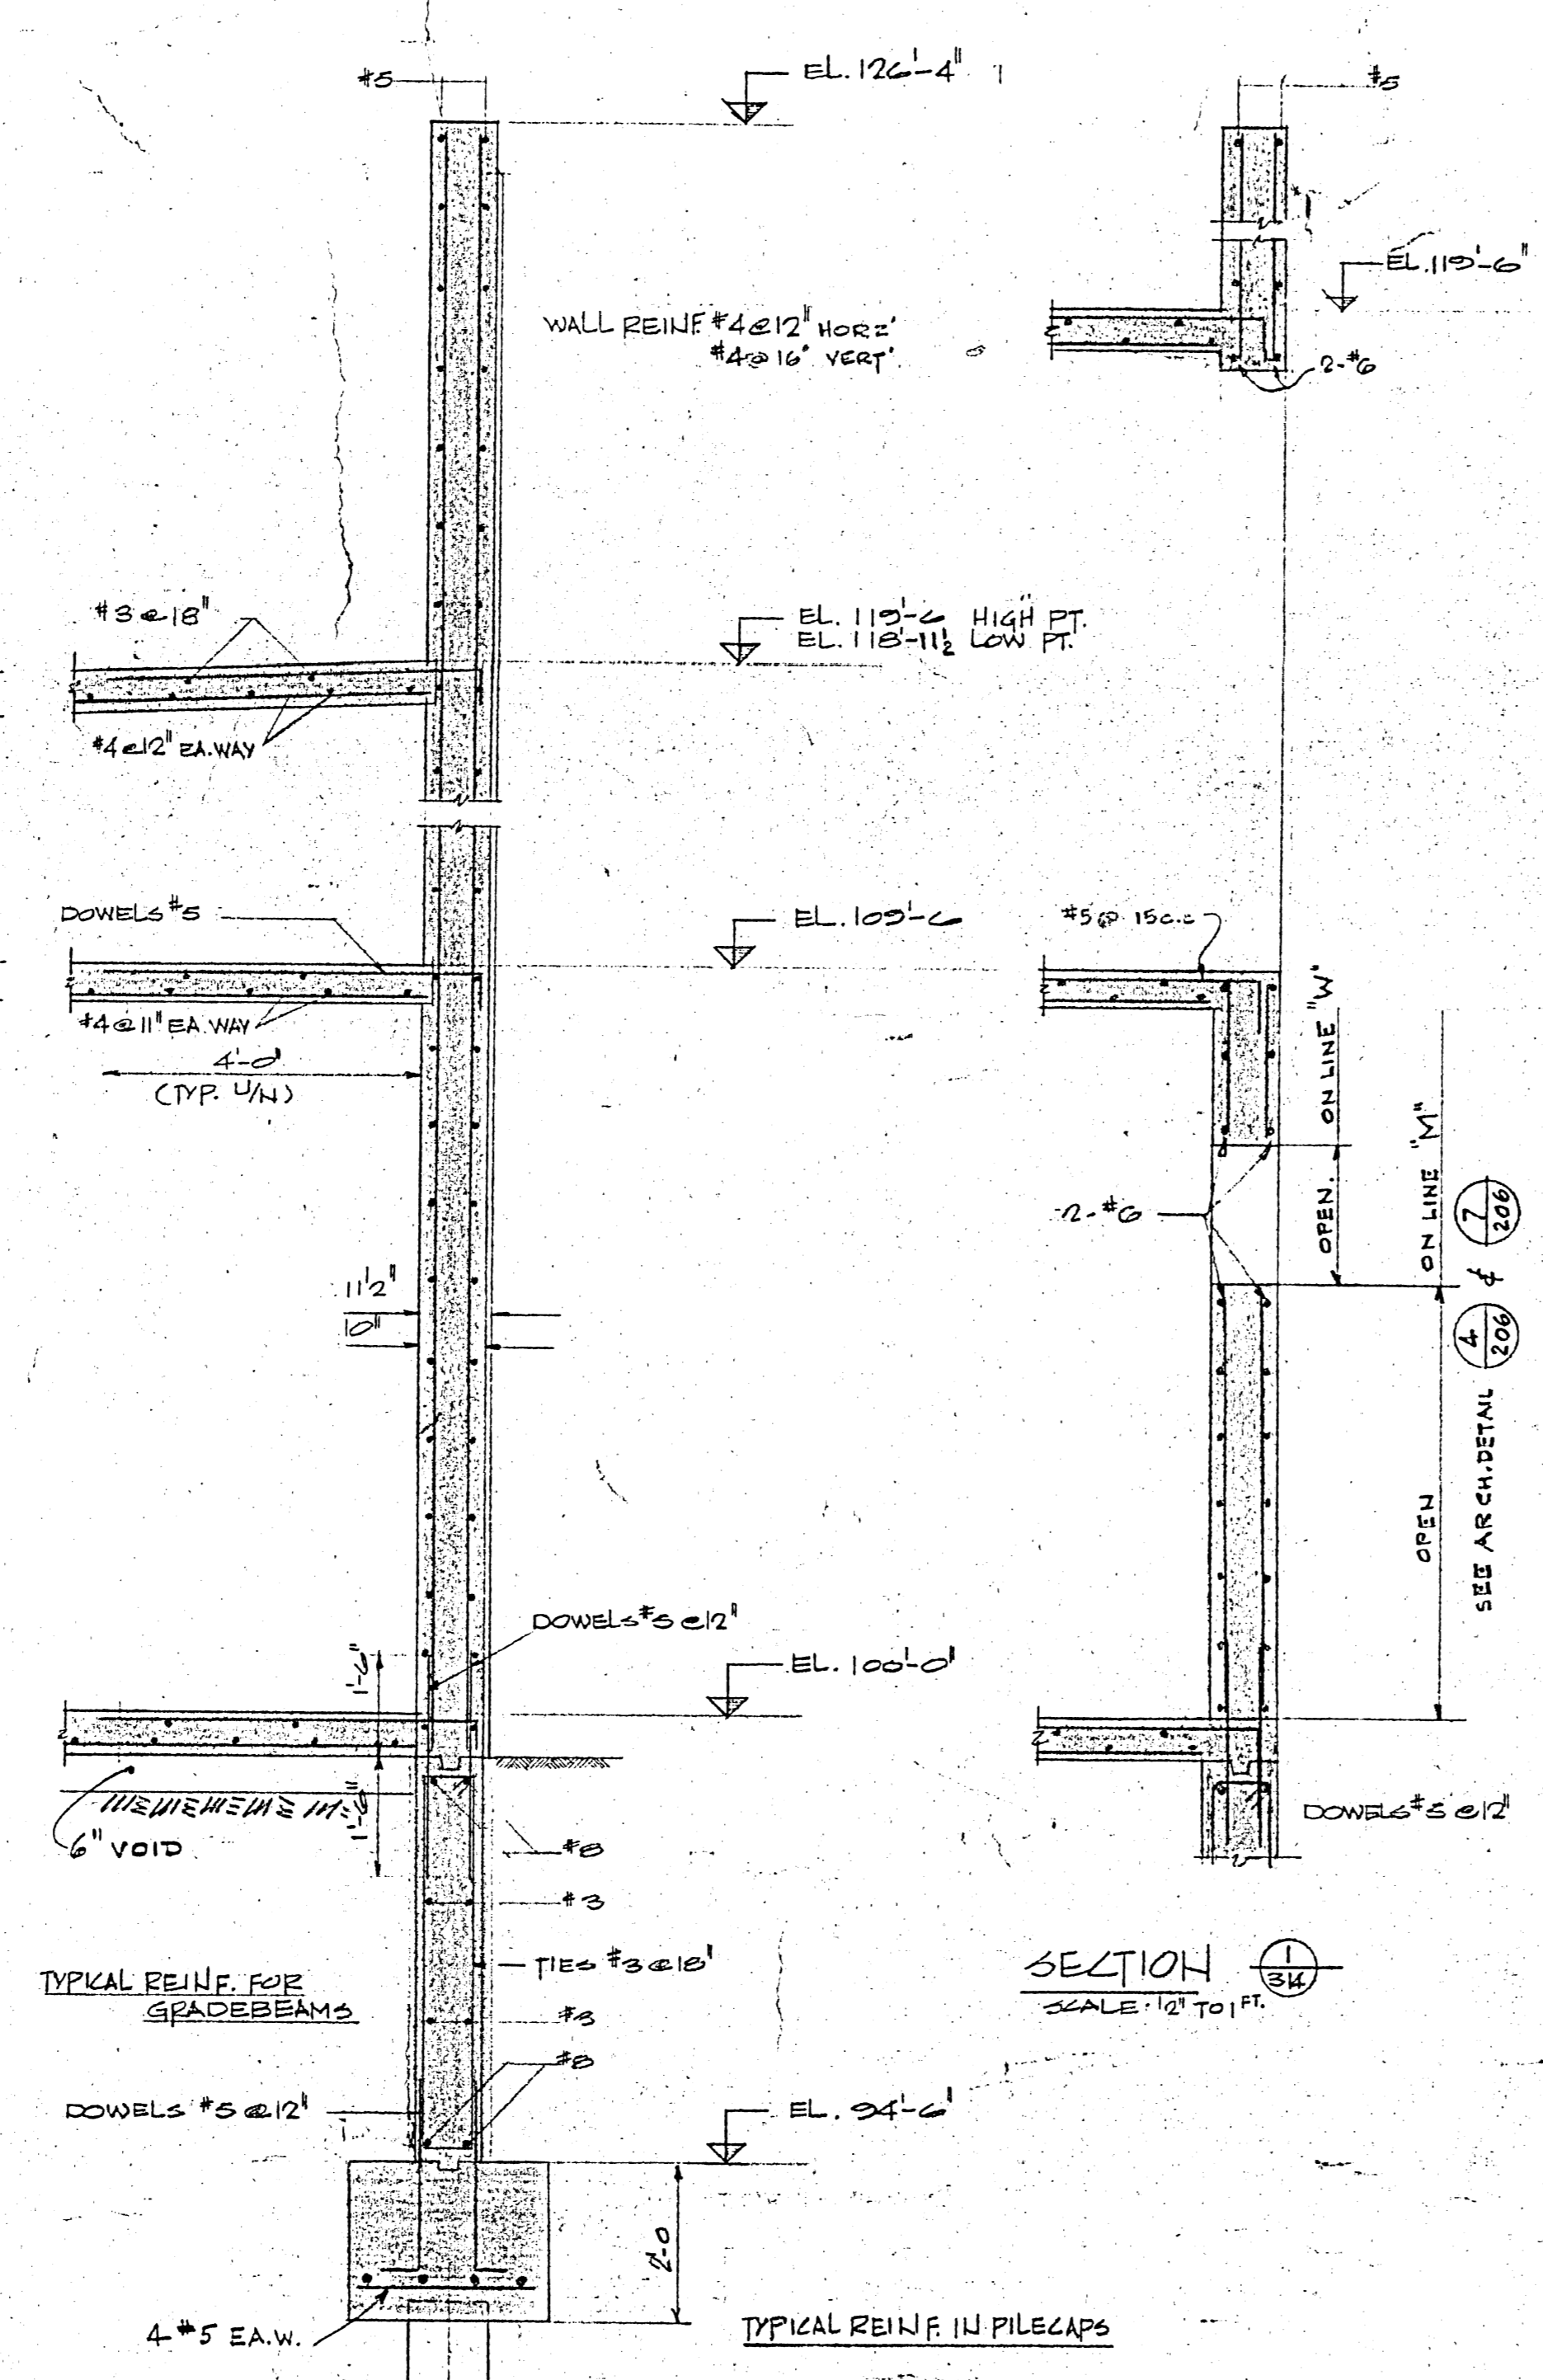 #5
EL. 126'-4"
#5
EL. 119'-6"
WALL REINF. #4@12" HORZ'
#4@16" VERT'
2-#6
#3@18"
EL. 119'-6 HIGH PT.
EL. 118'-11½ LOW PT.
#4@12" EA. WAY
DOWELS #5
EL. 109'-6
#5@ 15c.c
#4@11" EA. WAY
4'-0"
(TYP. U/N)
ON LINE "W"
ON LINE "M"
2-#6
OPEN.
7
206
&
4
206
SEE ARCH. DETAIL
OPEN
11½"
10"
DOWELS #5@12"
1'-6"
EL. 100'-0"
1'-6"
6" VOID
#8
DOWELS #5@12"
#3
TIES #3@18"
TYPICAL REINF. FOR
GRADEBEAMS
SECTION
1
314
SCALE: ½" TO 1 FT.
#3
#8
DOWELS #5@12"
EL. 94'-6"
2'-0
4 #5 EA.W.
TYPICAL REINF. IN PILECAPS